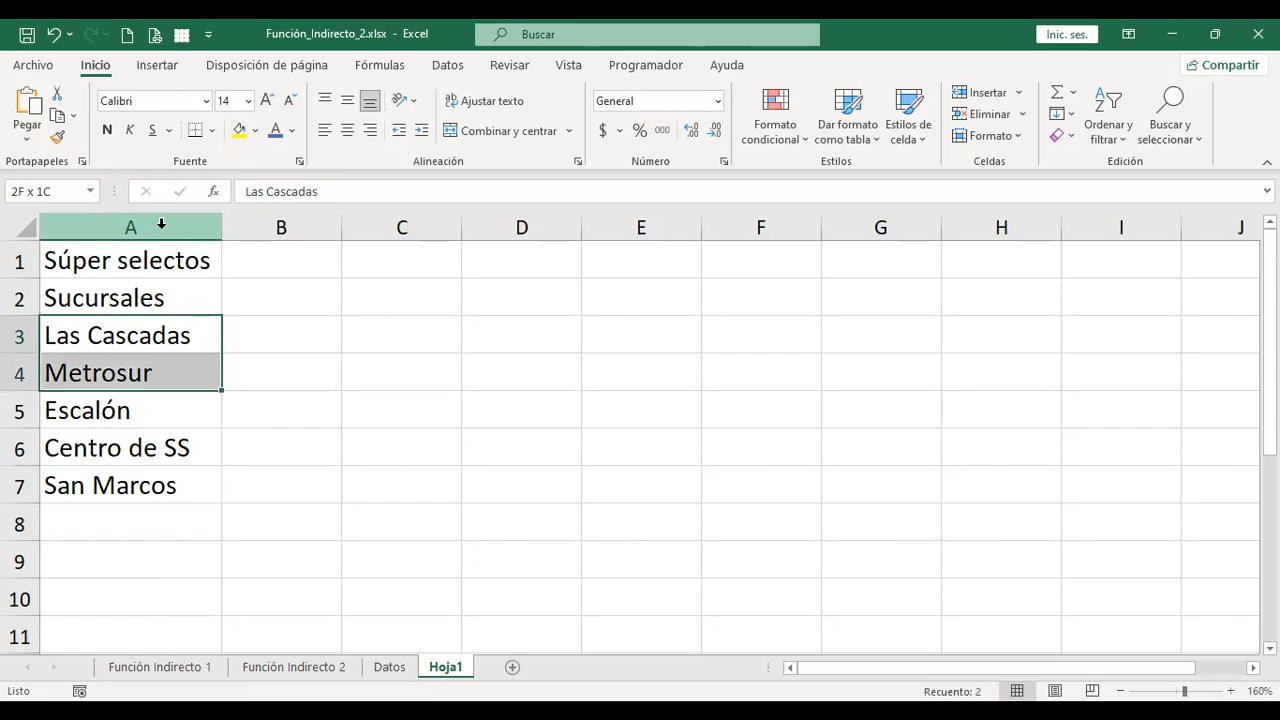 Función_Indirecto_2.xlsx - Excel
Buscar
Inic. ses.
Archivo Inicio Insertar Disposición de página Fórmulas Datos Revisar Vista Programador Ayuda
Compartir
Pegar
Portapapeles
Calibri 14
N K S A
Fuente
ab Ajustar texto
Combinar y centrar
Alineación
General
$ % 000
Número
Formato condicional
Dar formato como tabla
Estilos de celda
Estilos
Insertar
Eliminar
Formato
Celdas
Ordenar y filtrar
Buscar y seleccionar
Edición
2F x 1C fx Las Cascadas
A B C D E F G H I J
1 Súper selectos
2 Sucursales
3 Las Cascadas
4 Metrosur
5 Escalón
6 Centro de SS
7 San Marcos
8
9
10
11
Función Indirecto 1 Función Indirecto 2 Datos Hoja1
Listo Recuento: 2 160%